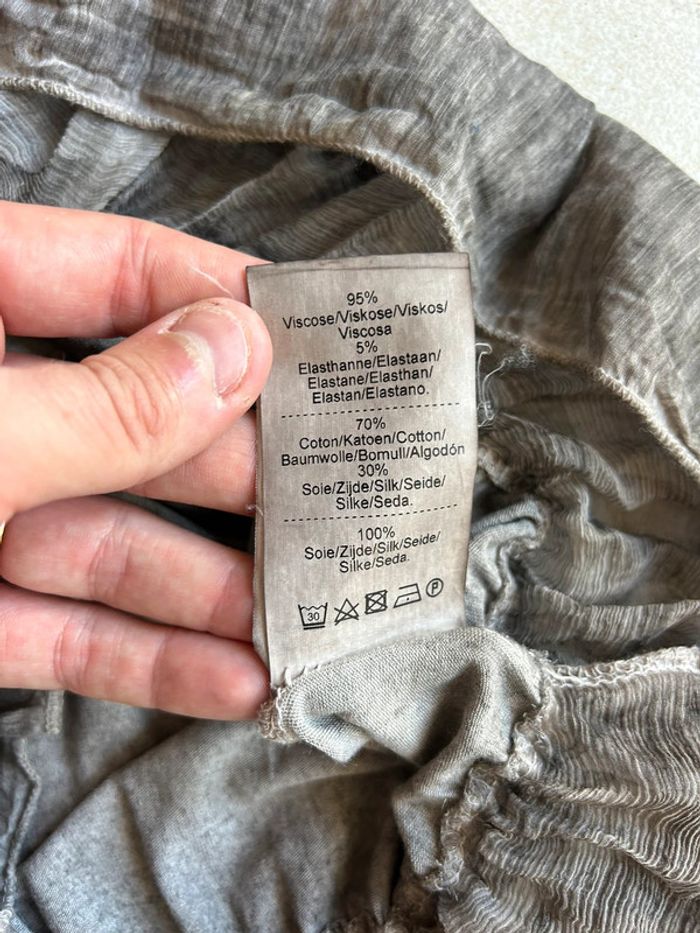 95%
Viscose/Viskose/Viskos/
Viscosa
5%
Elasthanne/Elastaan/
Elastane/Elasthan/
Elastan/Elastano.
70%
Coton/Katoen/Cotton/
Baumwolle/Bomull/Algodón
30%
Soie/Zijde/Silk/Seide/
Silke/Seda.
100%
Soie/Zijde/Silk/Seide/
Silke/Seda.
30 P